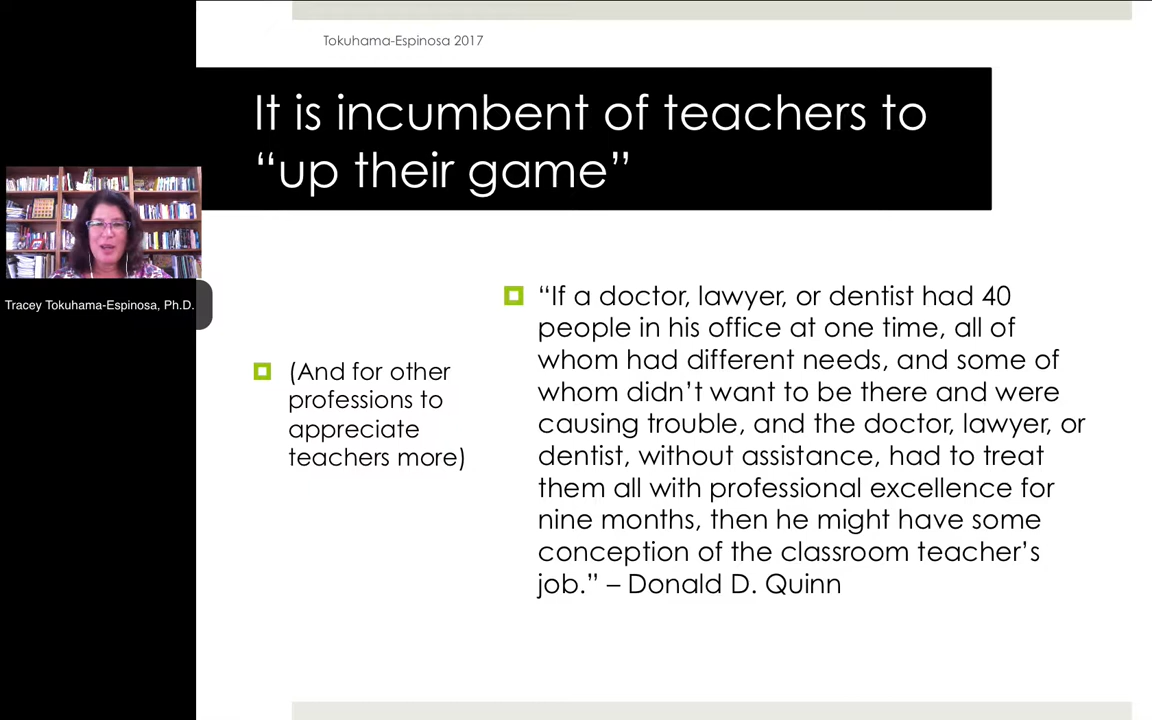 Tokuhama-Espinosa 2017
It is incumbent of teachers to
“up their game”
Tracey Tokuhama-Espinosa, Ph.D.
(And for other
professions to
appreciate
teachers more)
“If a doctor, lawyer, or dentist had 40
people in his office at one time, all of
whom had different needs, and some of
whom didn’t want to be there and were
causing trouble, and the doctor, lawyer, or
dentist, without assistance, had to treat
them all with professional excellence for
nine months, then he might have some
conception of the classroom teacher’s
job.” – Donald D. Quinn